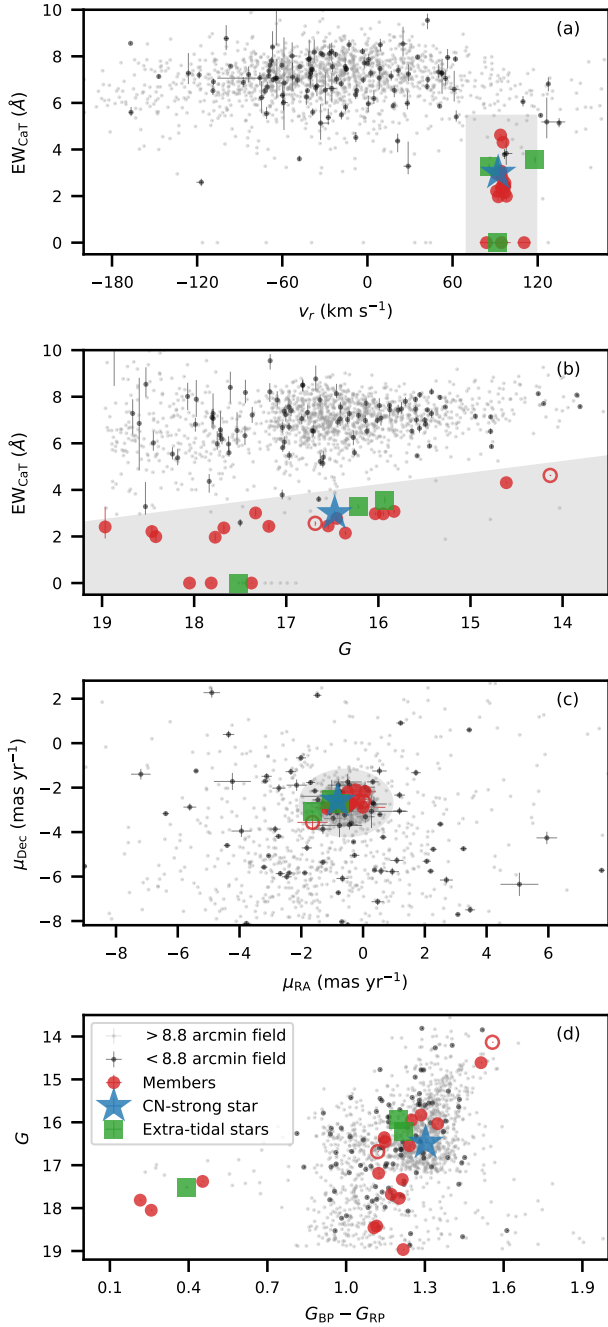 (a)
10
8
6
4
2
0
EW_CaT (Å)
−180 −120 −60 0 60 120
v_r (km s⁻¹)
(b)
10
8
6
4
2
0
EW_CaT (Å)
19 18 17 16 15 14
G
(c)
2
0
−2
−4
−6
−8
μ_Dec (mas yr⁻¹)
−8 −6 −4 −2 0 2 4 6
μ_RA (mas yr⁻¹)
(d)
> 8.8 arcmin field
< 8.8 arcmin field
Members
CN-strong star
Extra-tidal stars
14
15
16
17
18
19
G
0.1 0.4 0.7 1.0 1.3 1.6 1.9
G_BP − G_RP